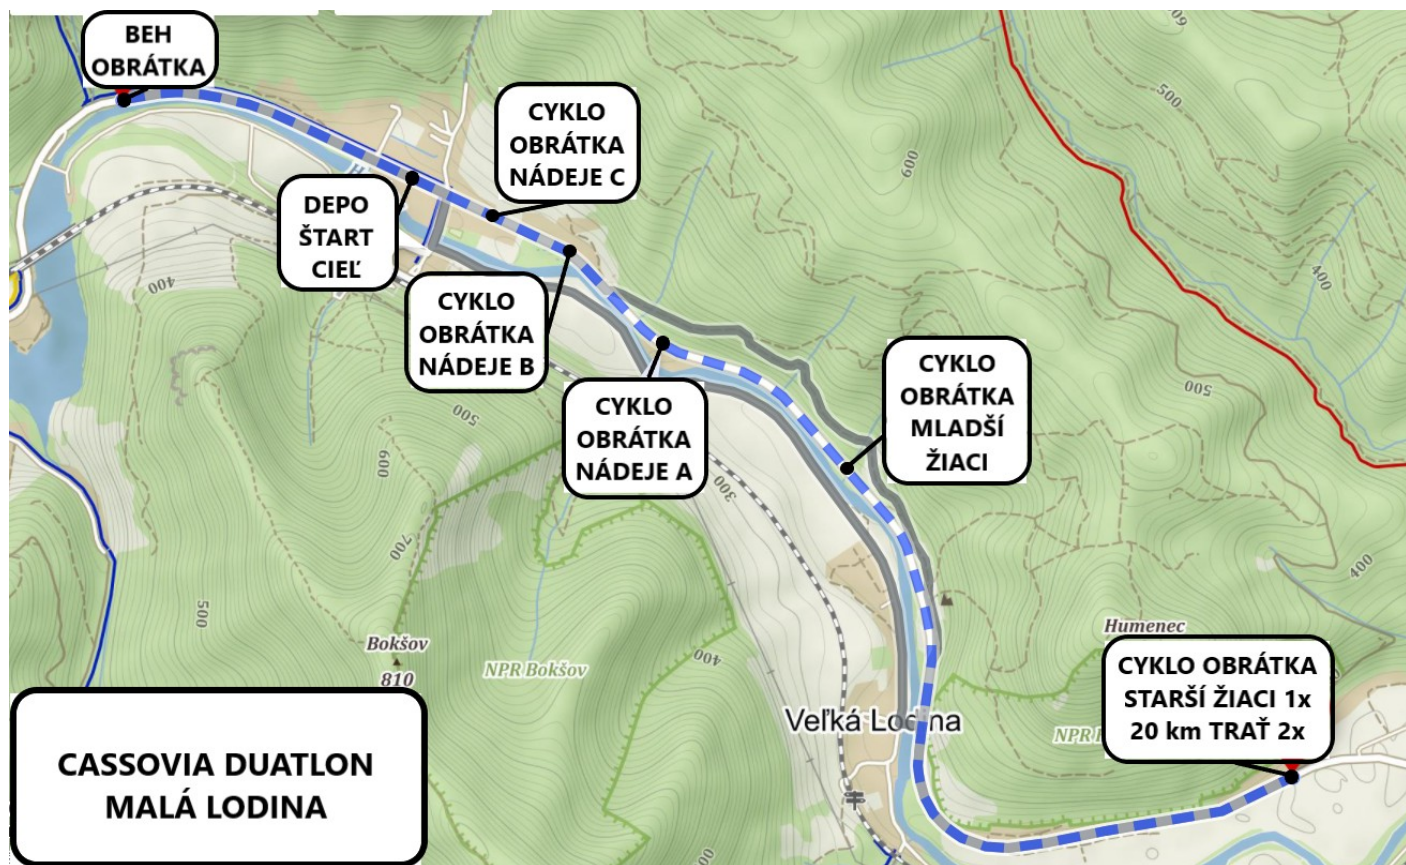 BEH
OBRÁTKA
CYKLO
OBRÁTKA
NÁDEJE C
DEPO
ŠTART
CIEĽ
CYKLO
OBRÁTKA
NÁDEJE B
CYKLO
OBRÁTKA
NÁDEJE A
CYKLO
OBRÁTKA
MLADŠÍ
ŽIACI
CYKLO OBRÁTKA
STARŠÍ ŽIACI 1x
20 km TRAŤ 2x
CASSOVIA DUATLON
MALÁ LODINA
Veľká Lodina
Bokšov
810
NPR Bokšov
Humenec
NPR
500
600
400
400
500
500
600
700
300
500
400
400